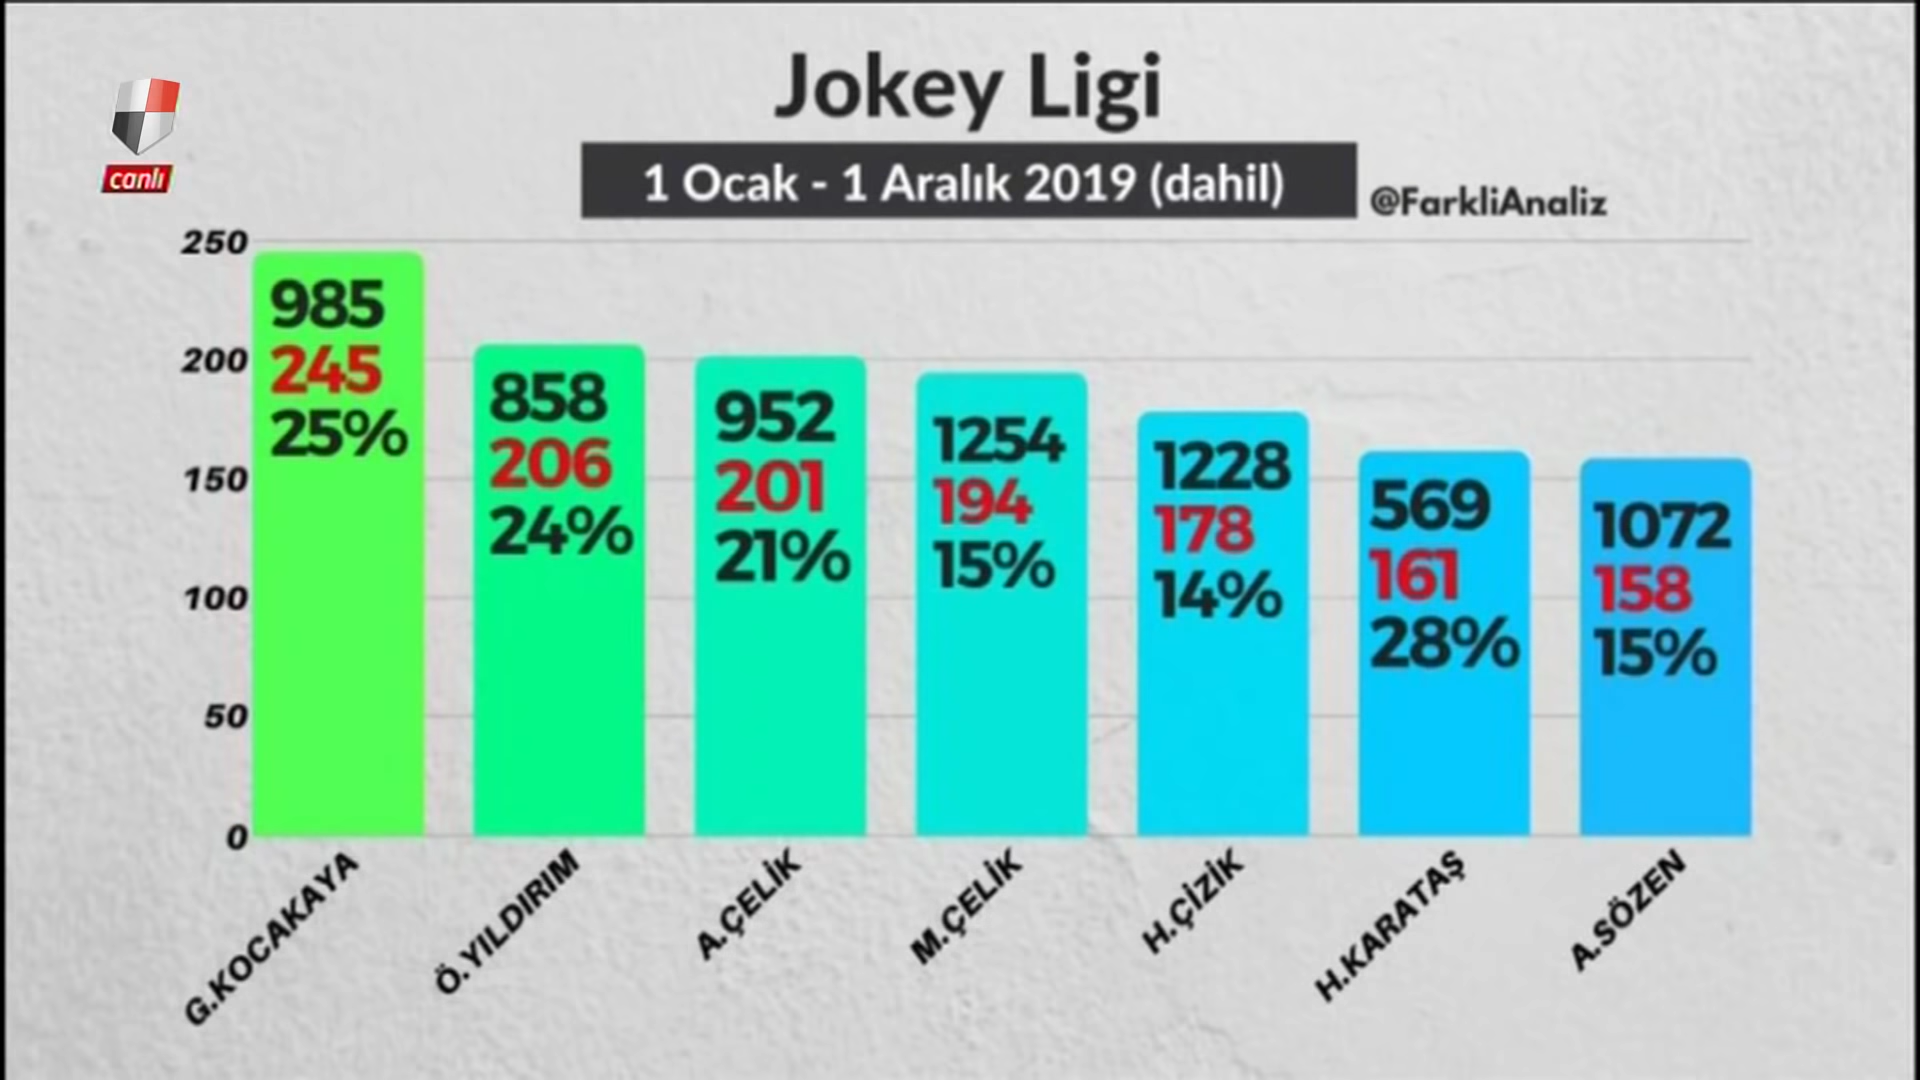 Jokey Ligi
canlı
1 Ocak - 1 Aralık 2019 (dahil)
@FarkliAnaliz
250
200
150
100
50
0
985
245
25%
858
206
24%
952
201
21%
1254
194
15%
1228
178
14%
569
161
28%
1072
158
15%
G.KOCAKAYA
Ö.YILDIRIM
A.ÇELİK
M.ÇELİK
H.ÇİZİK
H.KARATAŞ
A.SÖZEN